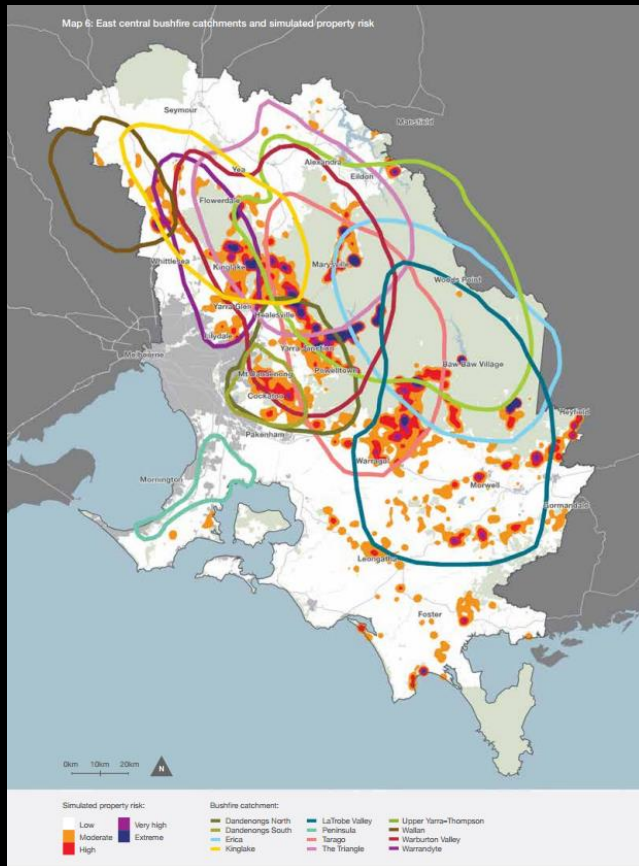 Map 6: East central bushfire catchments and simulated property risk
Seymour
Mansfield
Alexandra
Yea
Eildon
Flowerdale
Whittlesea
Kinglake
Marysville
Woods Point
Yarra Glen
Healesville
Lilydale
Yarra Junction
Melbourne
Mt Dandenong
Powelltown
Baw Baw Village
Cockatoo
Heyfield
Pakenham
Warragul
Mornington
Morwell
Gormandale
Leongatha
Foster
0km 10km 20km
N
Simulated property risk:
Low
Moderate
High
Very high
Extreme
Bushfire catchment:
Dandenongs North
Dandenongs South
Erica
Kinglake
LaTrobe Valley
Peninsula
Tarago
The Triangle
Upper Yarra-Thompson
Wallan
Warburton Valley
Warrandyte